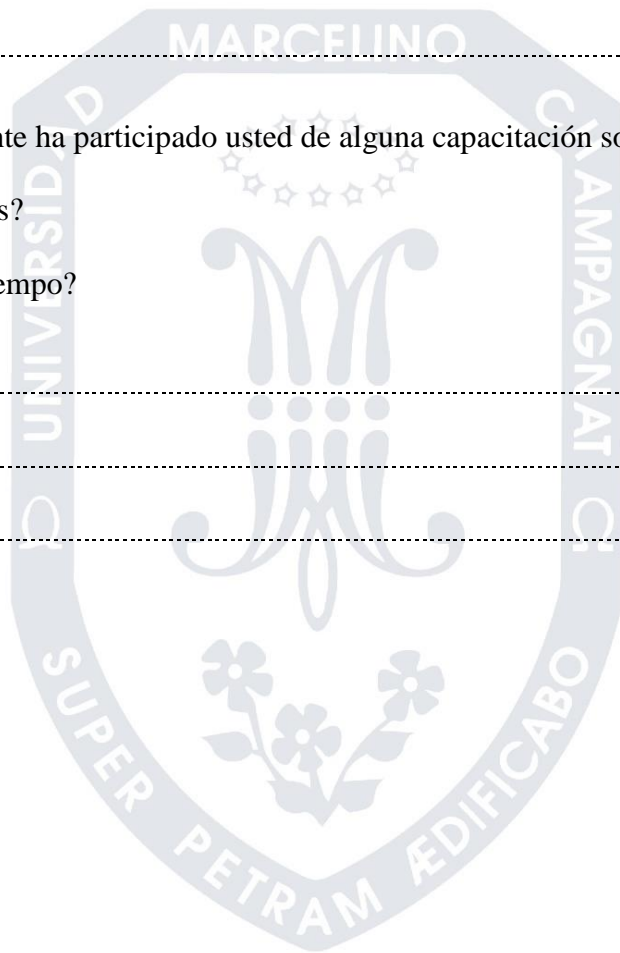 MARCELINO
CHAMPAGNAT
UNIVERSIDAD
nte ha participado usted de alguna capacitación so
s?
empo?
SUPER PETRAM ÆDIFICABO